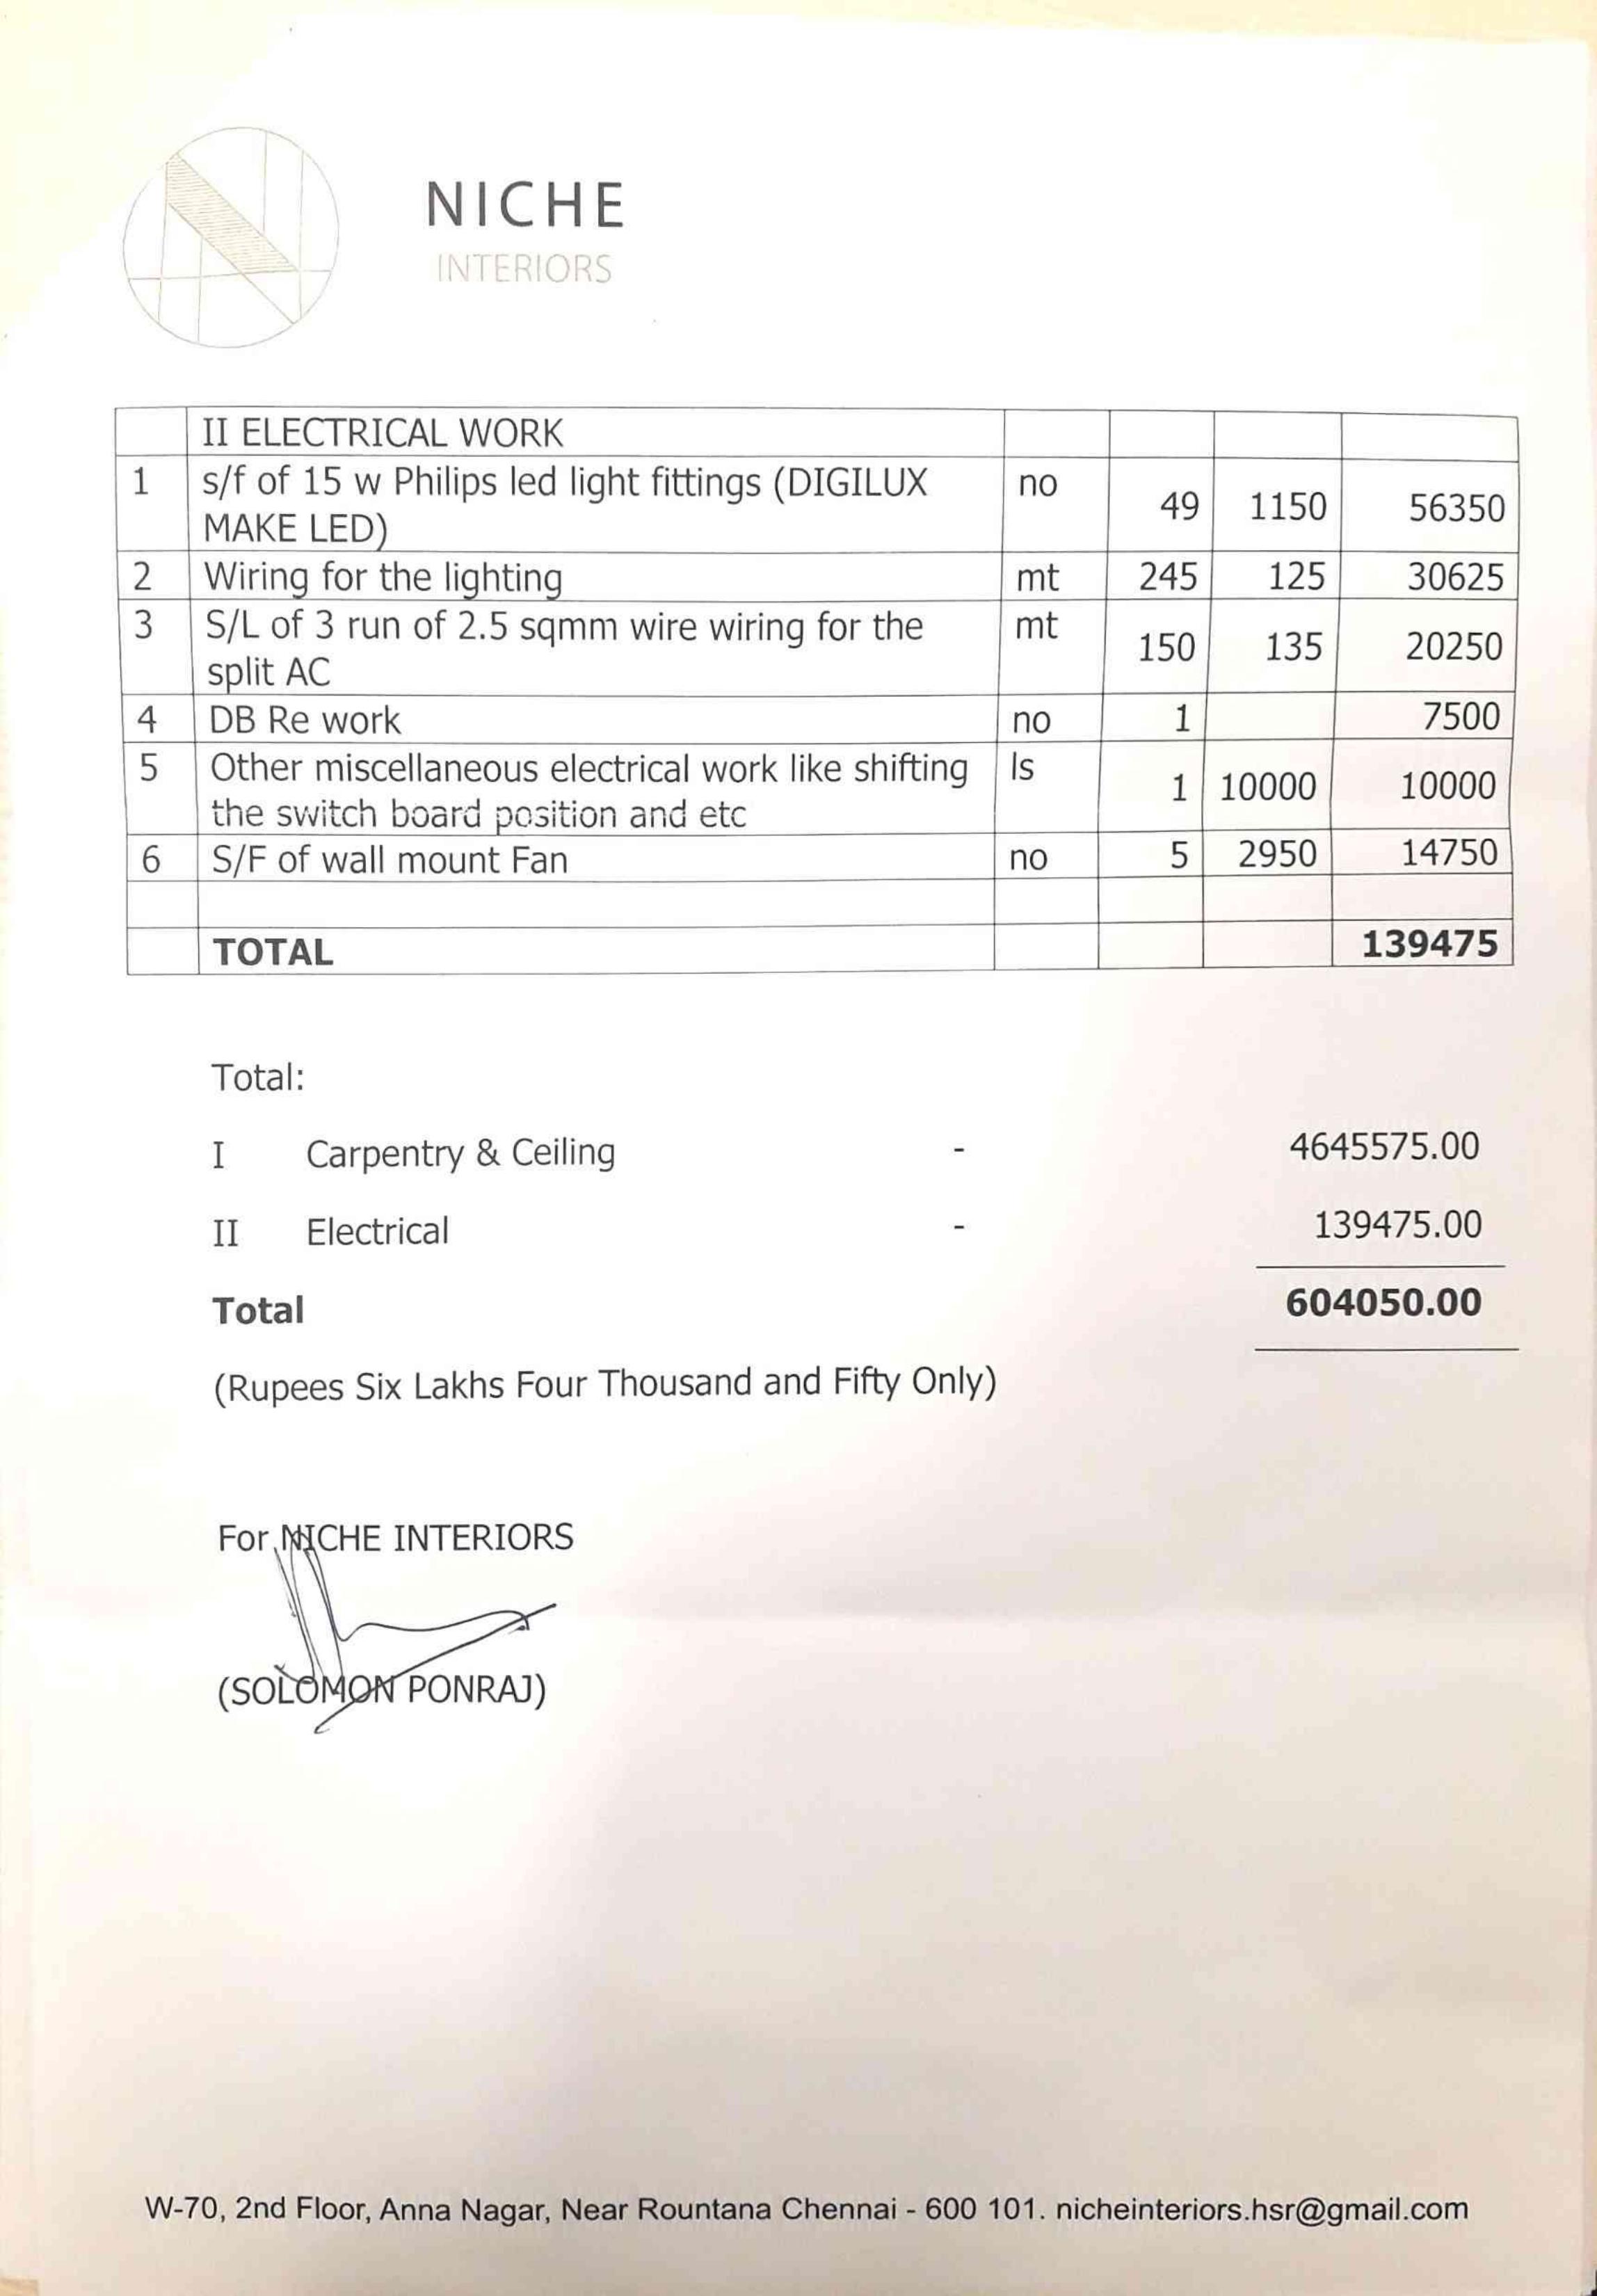 NICHE
INTERIORS
II ELECTRICAL WORK
1 s/f of 15 w Philips led light fittings (DIGILUX no 49 1150 56350
MAKE LED)
2 Wiring for the lighting mt 245 125 30625
3 S/L of 3 run of 2.5 sqmm wire wiring for the mt 150 135 20250
split AC
4 DB Re work no 1 7500
5 Other miscellaneous electrical work like shifting ls 1 10000 10000
the switch board position and etc
6 S/F of wall mount Fan no 5 2950 14750
TOTAL 139475
Total:
I Carpentry & Ceiling - 4645575.00
II Electrical - 139475.00
Total 604050.00
(Rupees Six Lakhs Four Thousand and Fifty Only)
For NICHE INTERIORS
(SOLOMON PONRAJ)
W-70, 2nd Floor, Anna Nagar, Near Rountana Chennai - 600 101. nicheinteriors.hsr@gmail.com